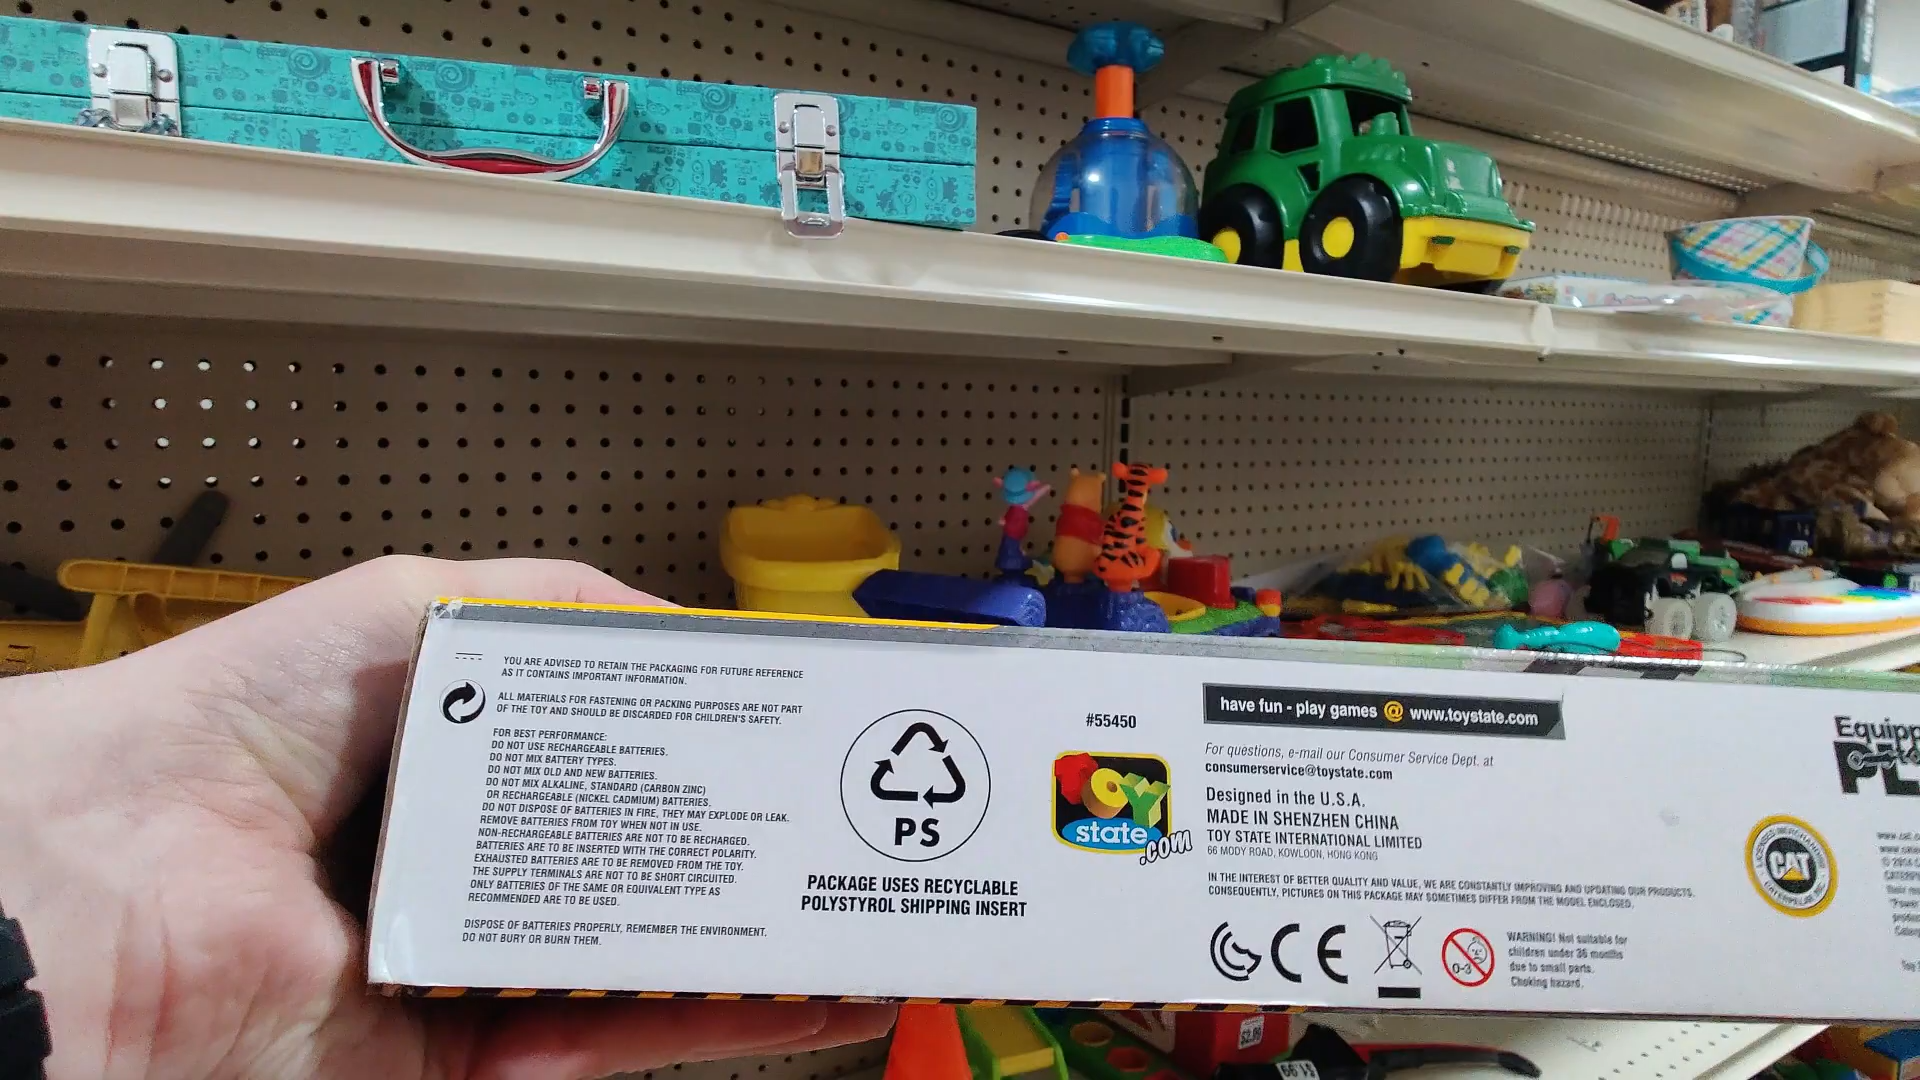 YOU ARE ADVISED TO RETAIN THE PACKAGING FOR FUTURE REFERENCE
AS IT CONTAINS IMPORTANT INFORMATION.
ALL MATERIALS FOR FASTENING OR PACKING PURPOSES ARE NOT PART
OF THE TOY AND SHOULD BE DISCARDED FOR CHILDREN'S SAFETY.
FOR BEST PERFORMANCE:
DO NOT USE RECHARGEABLE BATTERIES.
DO NOT MIX BATTERY TYPES.
DO NOT MIX OLD AND NEW BATTERIES.
DO NOT MIX ALKALINE, STANDARD (CARBON ZINC)
OR RECHARGEABLE (NICKEL CADMIUM) BATTERIES.
DO NOT DISPOSE OF BATTERIES IN FIRE, THEY MAY EXPLODE OR LEAK.
REMOVE BATTERIES FROM TOY WHEN NOT IN USE.
NON-RECHARGEABLE BATTERIES ARE NOT TO BE RECHARGED.
BATTERIES ARE TO BE INSERTED WITH THE CORRECT POLARITY.
EXHAUSTED BATTERIES ARE TO BE REMOVED FROM THE TOY.
THE SUPPLY TERMINALS ARE NOT TO BE SHORT CIRCUITED.
ONLY BATTERIES OF THE SAME OR EQUIVALENT TYPE AS
RECOMMENDED ARE TO BE USED.
DISPOSE OF BATTERIES PROPERLY, REMEMBER THE ENVIRONMENT.
DO NOT BURY OR BURN THEM.
PS
PACKAGE USES RECYCLABLE
POLYSTYROL SHIPPING INSERT
#55450
TOY
state
.com
have fun - play games @ www.toystate.com
For questions, e-mail our Consumer Service Dept. at
consumerservice@toystate.com
Designed in the U.S.A.
MADE IN SHENZHEN CHINA
TOY STATE INTERNATIONAL LIMITED
66 MODY ROAD, KOWLOON, HONG KONG
IN THE INTEREST OF BETTER QUALITY AND VALUE, WE ARE CONSTANTLY IMPROVING AND UPDATING OUR PRODUCTS.
CONSEQUENTLY, PICTURES ON THIS PACKAGE MAY SOMETIMES DIFFER FROM THE MODEL ENCLOSED.
CE
0-3
WARNING! Not suitable for
children under 36 months
due to small parts.
Choking hazard.
LICENSED MERCHANDISE
CAT
CATERPILLAR INC.
$2.99
$1.99